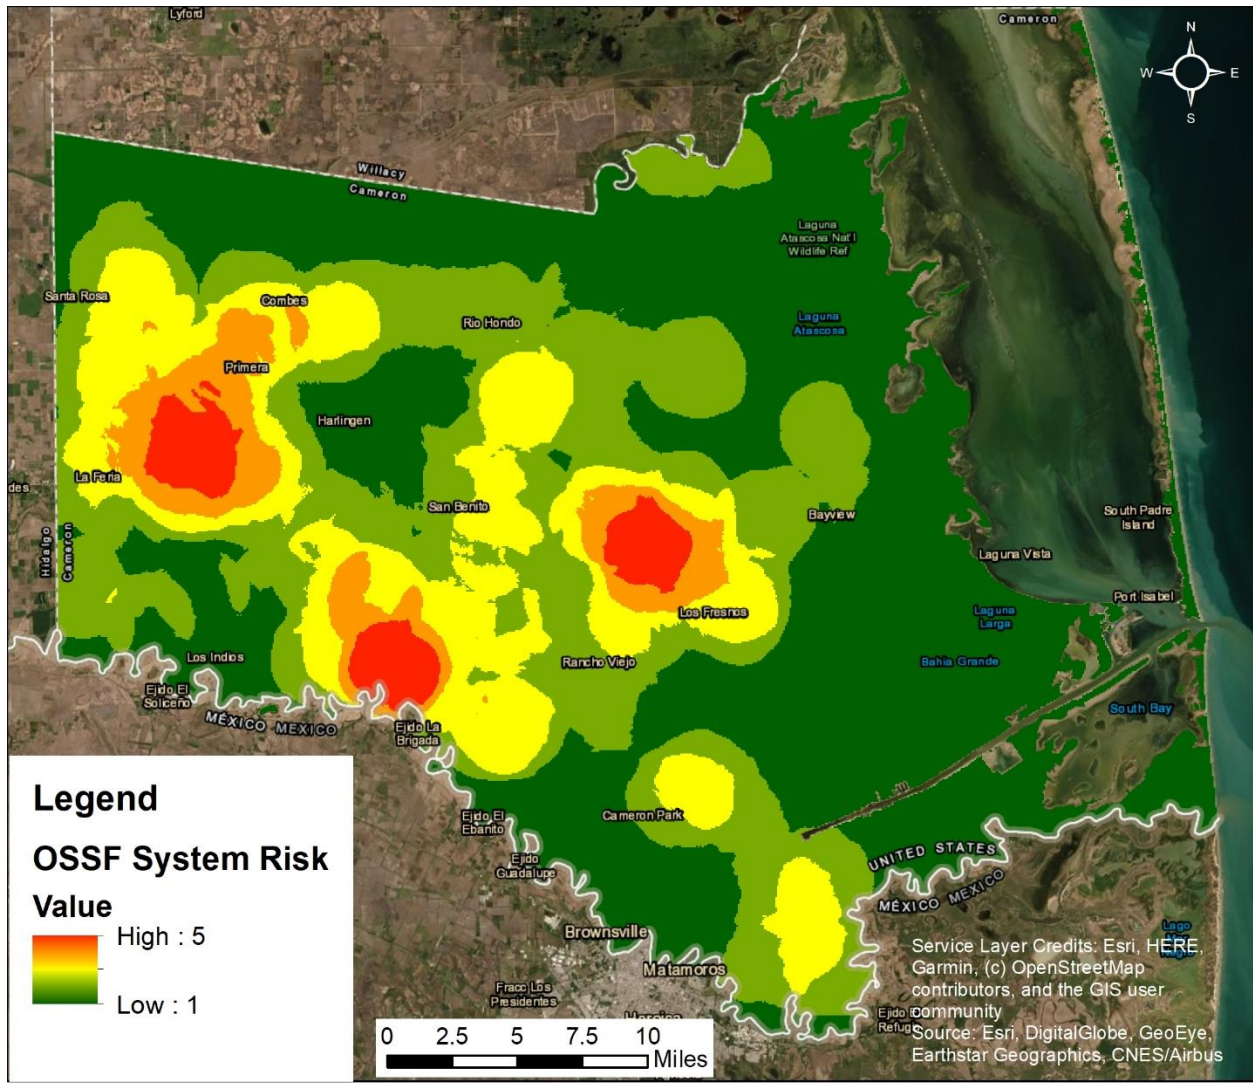 Lyford
Cameron
N
W E
S
Willacy
Cameron
Laguna
Atascosa Nat'l
Wildlife Ref
Santa Rosa
Combes
Rio Hondo
Laguna
Atascosa
Primera
Harlingen
La Feria
des
San Benito
Bayview
South Padre
Island
Hidalgo
Cameron
Laguna Vista
Port Isabel
Los Fresnos
Laguna
Larga
Los Indios
Rancho Viejo
Bahia Grande
Ejido El
Soliceño
MÉXICO MEXICO
Ejido La
Brigada
South Bay
Legend
OSSF System Risk
Value
High : 5
Low : 1
Ejido El
Ebanito
Cameron Park
Ejido
Guadalupe
UNITED STATES
MÉXICO MEXICO
Brownsville
Matamoros
Fracc Los
Presidentes
Lago
Ejido El
Refugio
Service Layer Credits: Esri, HERE,
Garmin, (c) OpenStreetMap
contributors, and the GIS user
community
Source: Esri, DigitalGlobe, GeoEye,
Earthstar Geographics, CNES/Airbus
0 2.5 5 7.5 10
Miles